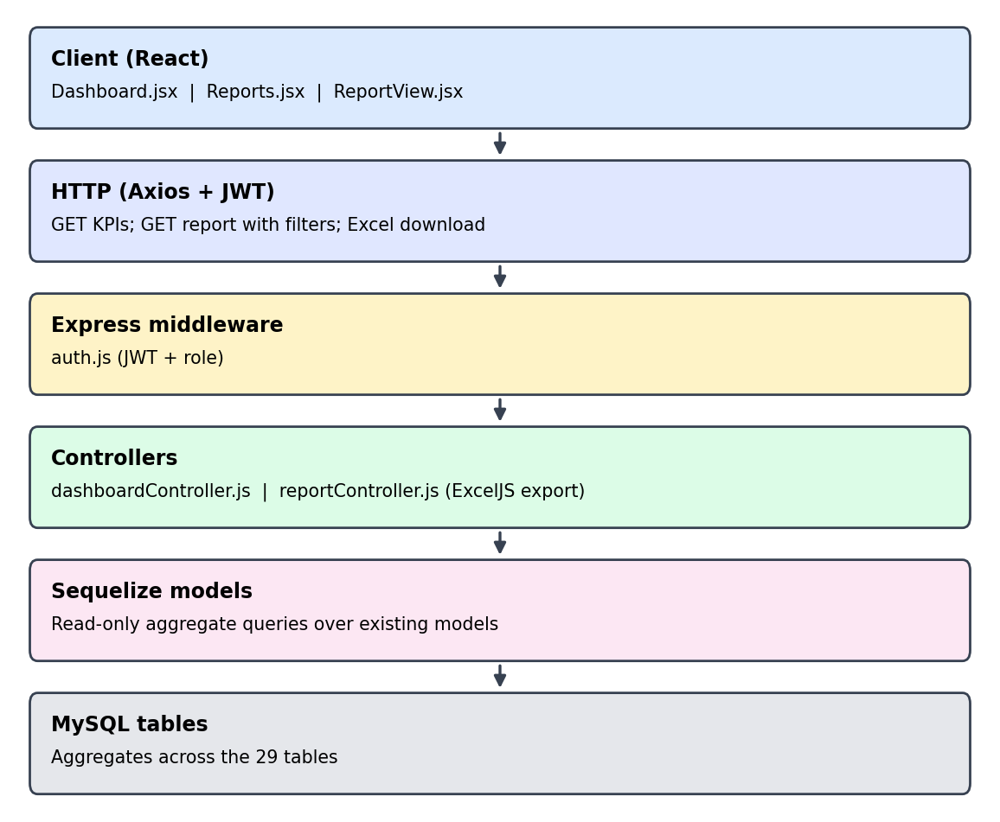 Client (React)
Dashboard.jsx | Reports.jsx | ReportView.jsx
HTTP (Axios + JWT)
GET KPIs; GET report with filters; Excel download
Express middleware
auth.js (JWT + role)
Controllers
dashboardController.js | reportController.js (ExcelJS export)
Sequelize models
Read-only aggregate queries over existing models
MySQL tables
Aggregates across the 29 tables